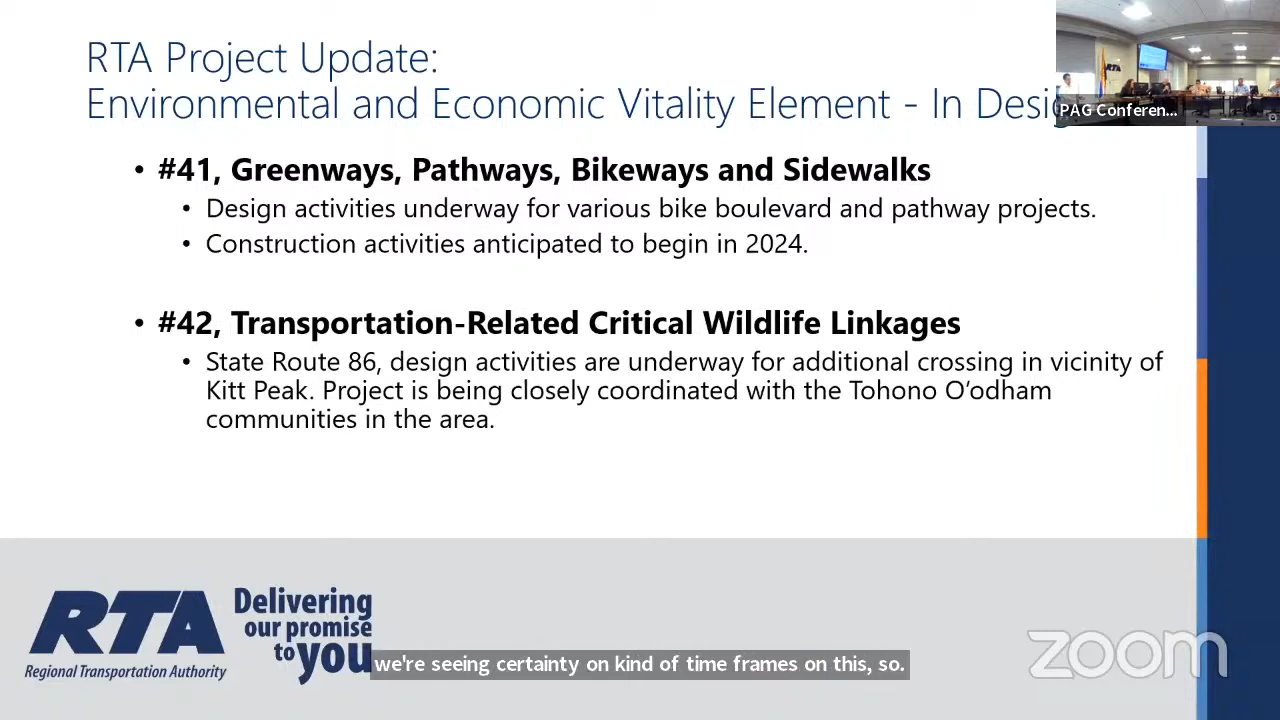 RTA Project Update:
Environmental and Economic Vitality Element - In Desig
PAG Conferen...
• #41, Greenways, Pathways, Bikeways and Sidewalks
• Design activities underway for various bike boulevard and pathway projects.
• Construction activities anticipated to begin in 2024.
• #42, Transportation-Related Critical Wildlife Linkages
• State Route 86, design activities are underway for additional crossing in vicinity of
Kitt Peak. Project is being closely coordinated with the Tohono O’odham
communities in the area.
RTA
Regional Transportation Authority
Delivering
our promise
to you
we're seeing certainty on kind of time frames on this, so.
zoom
RTA